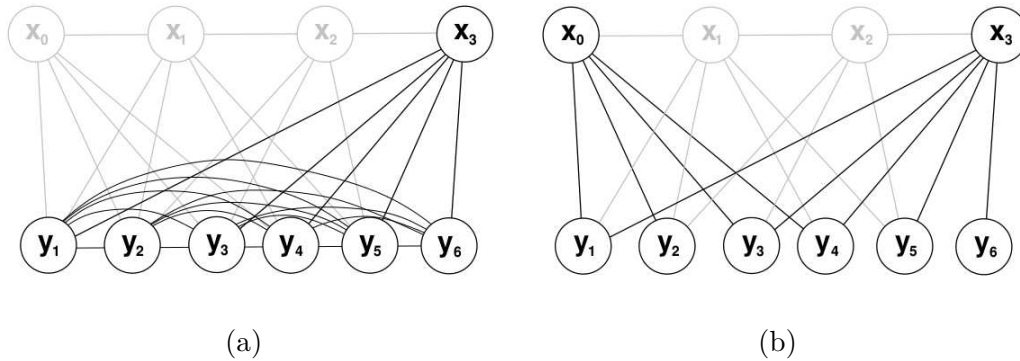 x₀ x₁ x₂ x₃ x₀ x₁ x₂ x₃
y₁ y₂ y₃ y₄ y₅ y₆ y₁ y₂ y₃ y₄ y₅ y₆
(a) (b)